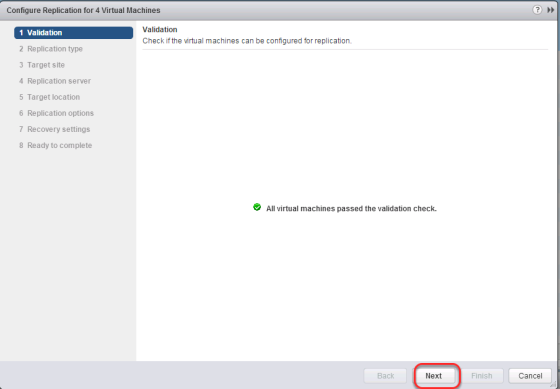 Configure Replication for 4 Virtual Machines
?
1 Validation
2 Replication type
3 Target site
4 Replication server
5 Target location
6 Replication options
7 Recovery settings
8 Ready to complete
Validation
Check if the virtual machines can be configured for replication.
All virtual machines passed the validation check.
Back Next Finish Cancel